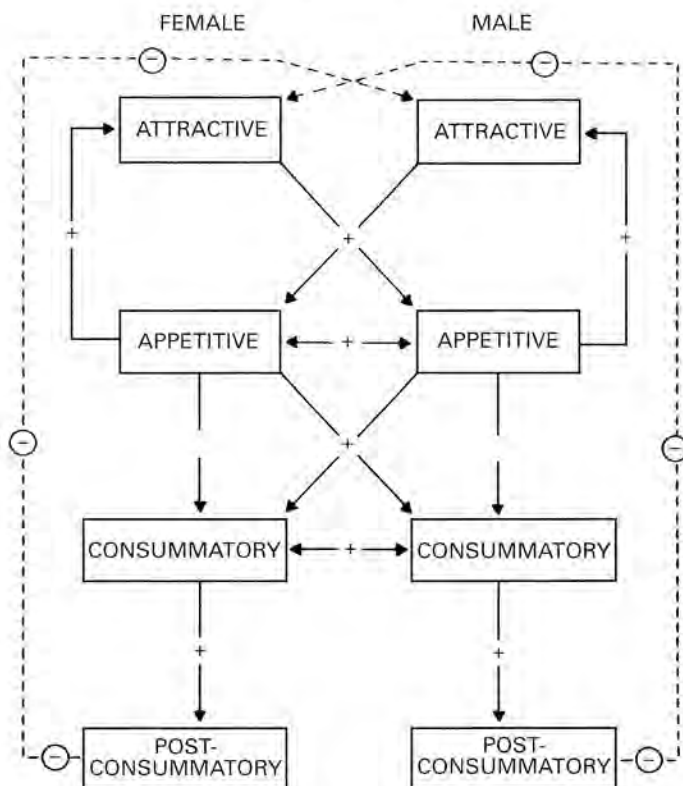 FEMALE MALE
−
−
ATTRACTIVE ATTRACTIVE
+ + +
APPETITIVE + APPETITIVE
− + −
CONSUMMATORY + CONSUMMATORY
+ +
POST-
CONSUMMATORY
POST-
CONSUMMATORY
− −